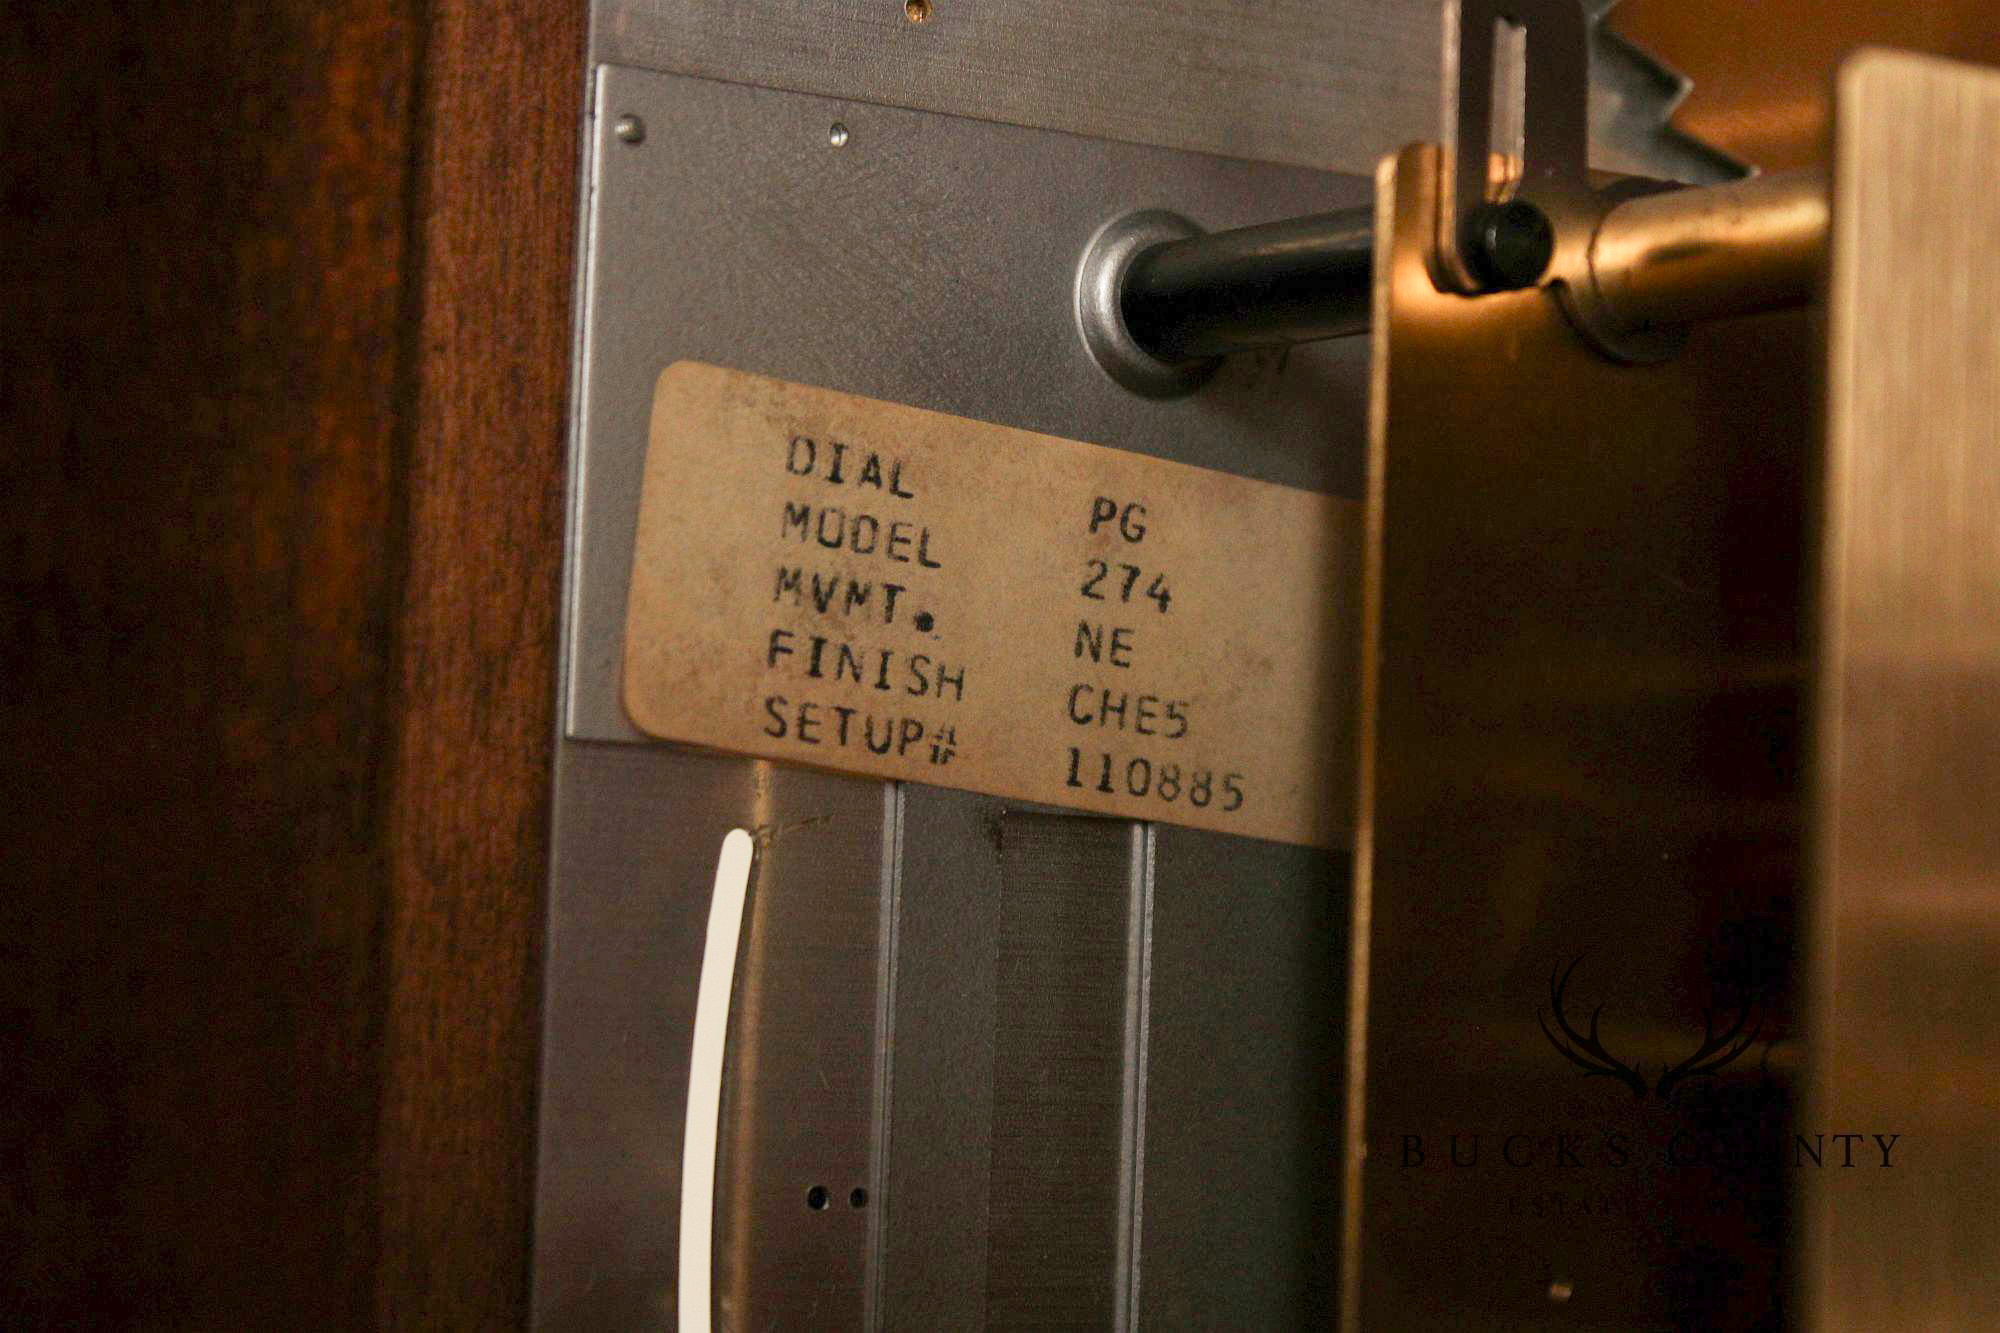 DIAL PG
MODEL 274
MVMT. NE
FINISH CHE5
SETUP# 110885
BUCKS COUNTY